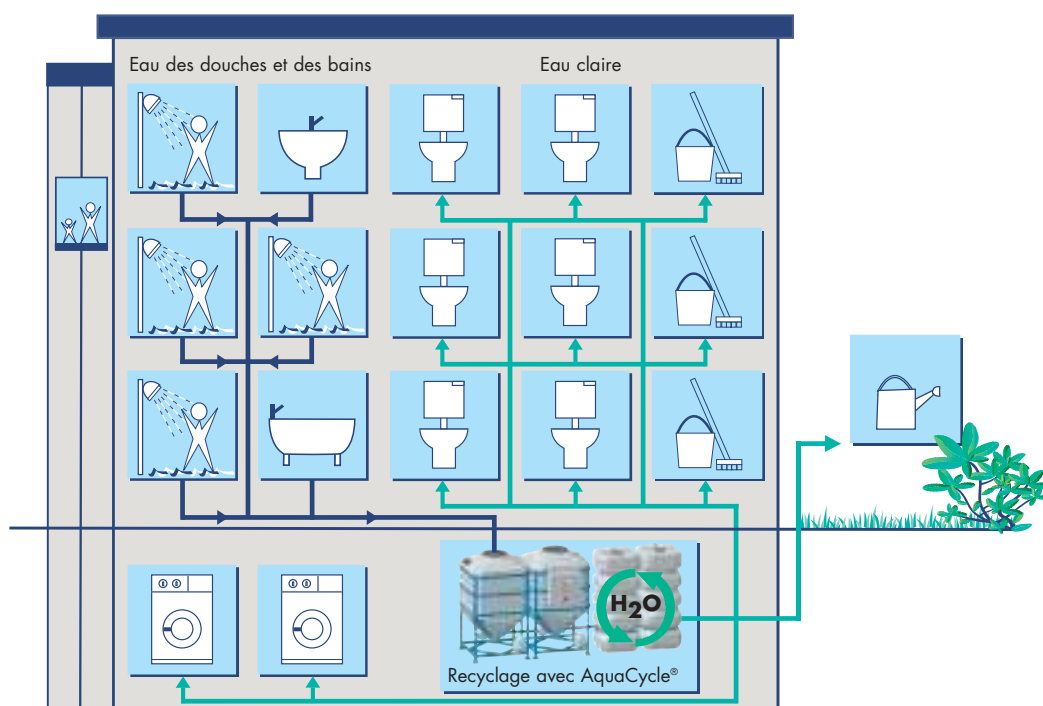 Eau des douches et des bains
Eau claire
H₂O
Recyclage avec AquaCycle®